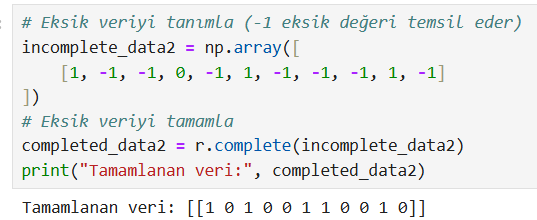 # Eksik veriyi tanımla (-1 eksik değeri temsil eder)
incomplete_data2 = np.array([
    [1, -1, -1, 0, -1, 1, -1, -1, -1, 1, -1]
])
# Eksik veriyi tamamla
completed_data2 = r.complete(incomplete_data2)
print("Tamamlanan veri:", completed_data2)
Tamamlanan veri: [[1 0 1 0 0 1 1 0 0 1 0]]